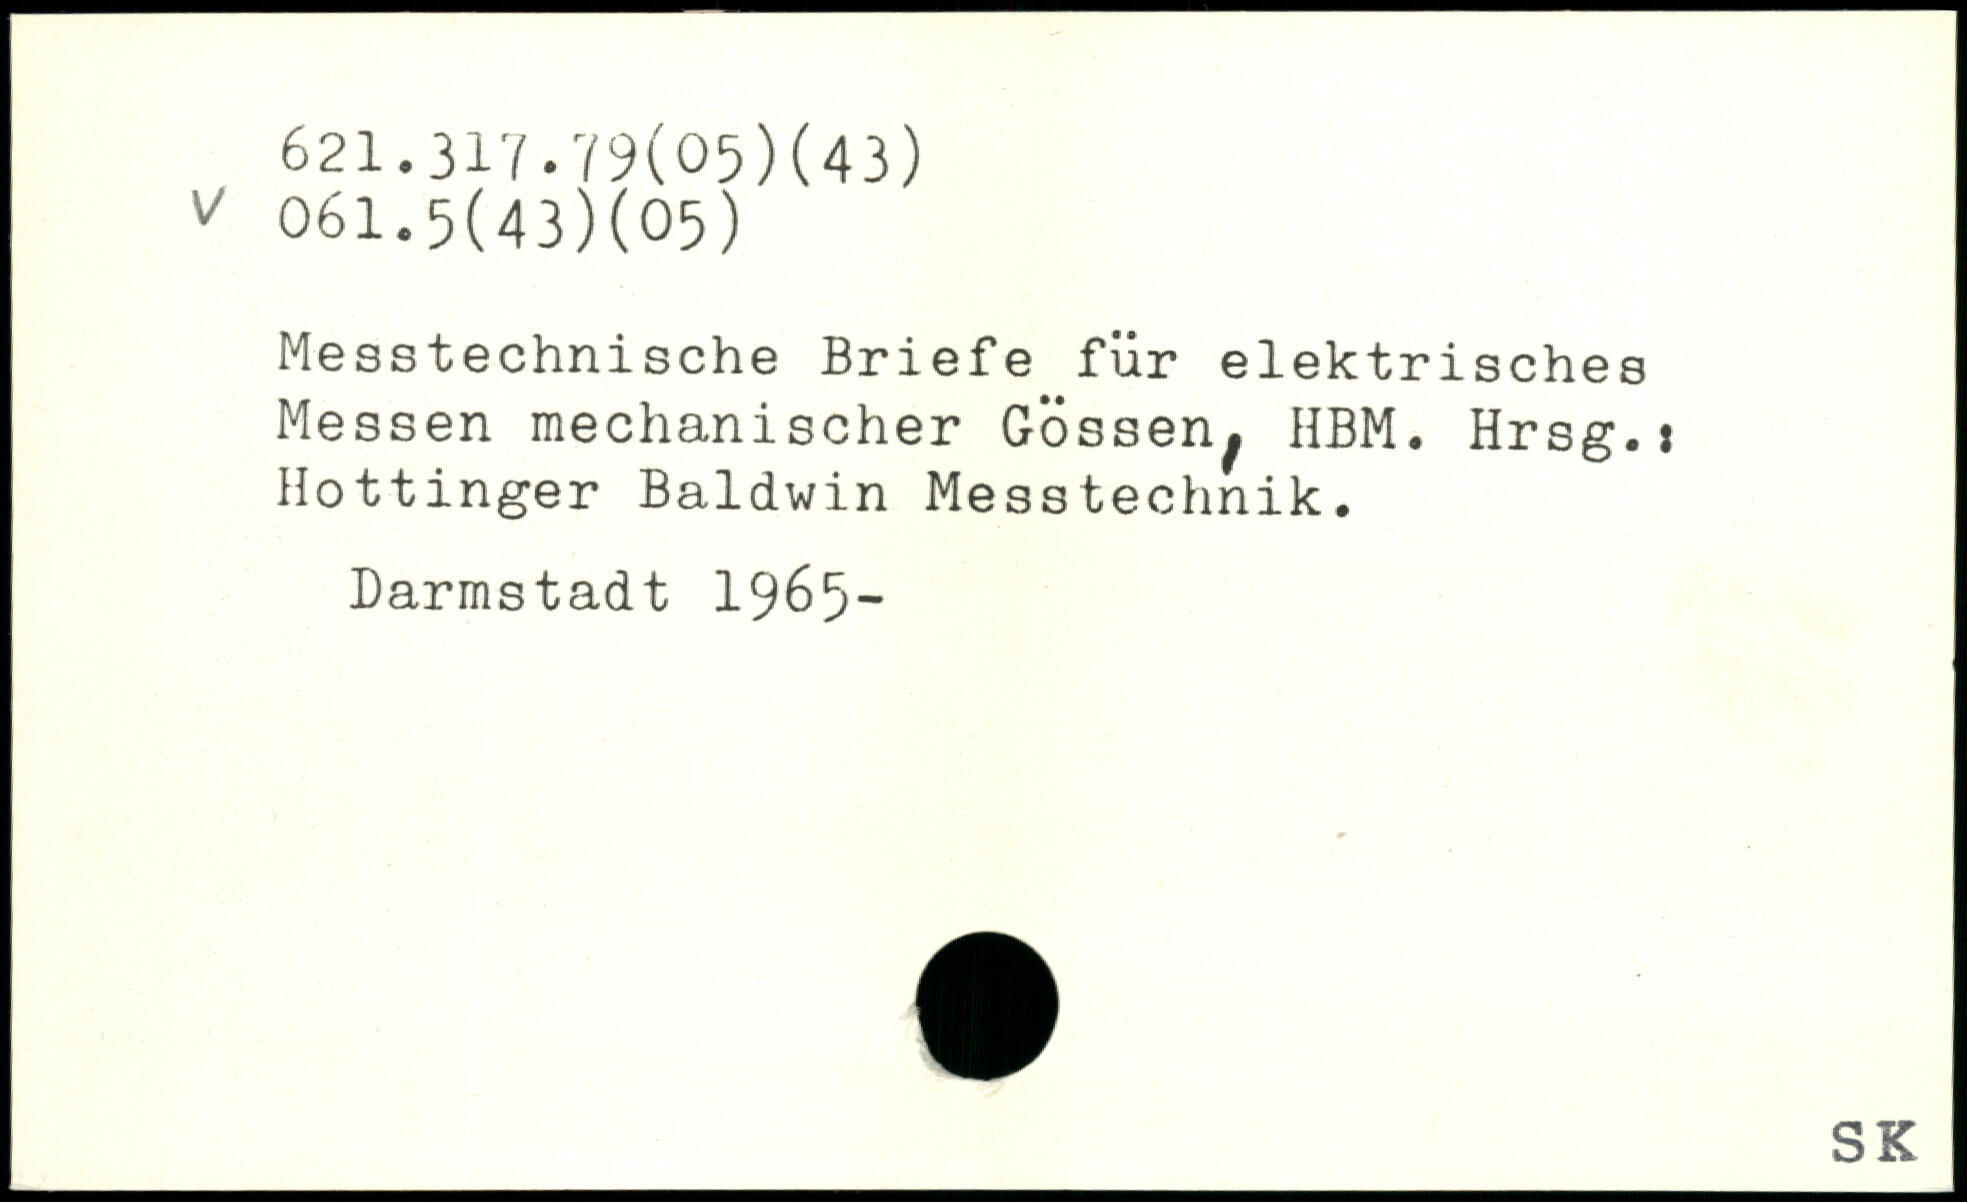 621.317.79(05)(43)
V 061.5(43)(05)
Messtechnische Briefe für elektrisches
Messen mechanischer Gössen, HBM. Hrsg.:
Hottinger Baldwin Messtechnik.
Darmstadt 1965-
SK